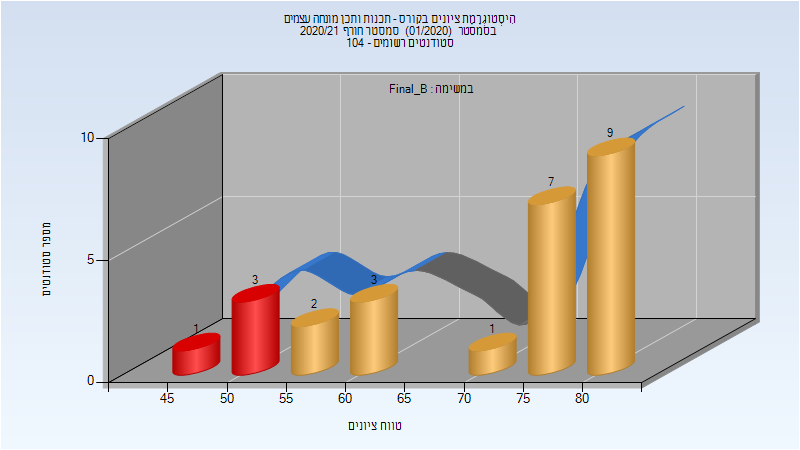 היסטוגרמת ציונים בקורס - תכנות ותכן מונחה עצמים
בסמסטר (01/2020) סמסטר חורף 2020/21
סטודנטים רשומים - 104
במשימה : Final_B
מספר סטודנטים
10
5
0
1
3
2
3
1
7
9
45 50 55 60 65 70 75 80
טווח ציונים